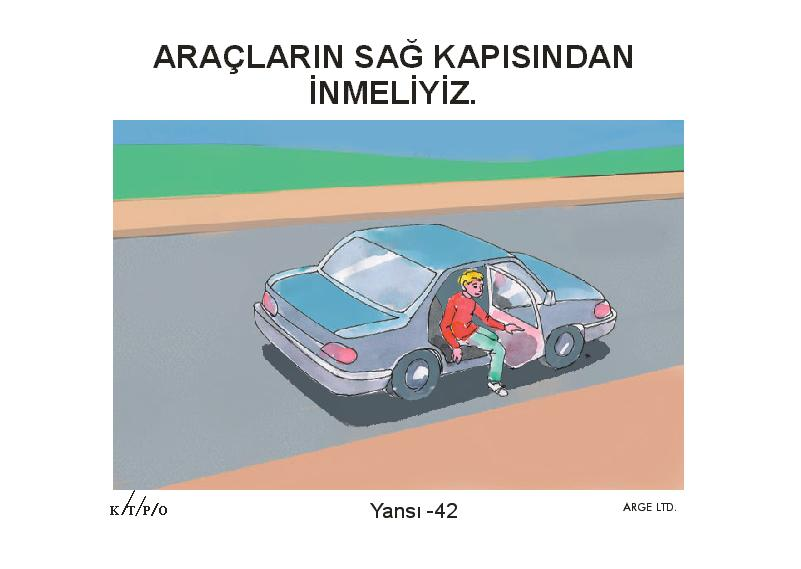 ARAÇLARIN SAĞ KAPISINDAN
İNMELİYİZ.
K/T/P/O
Yansı -42
ARGE LTD.